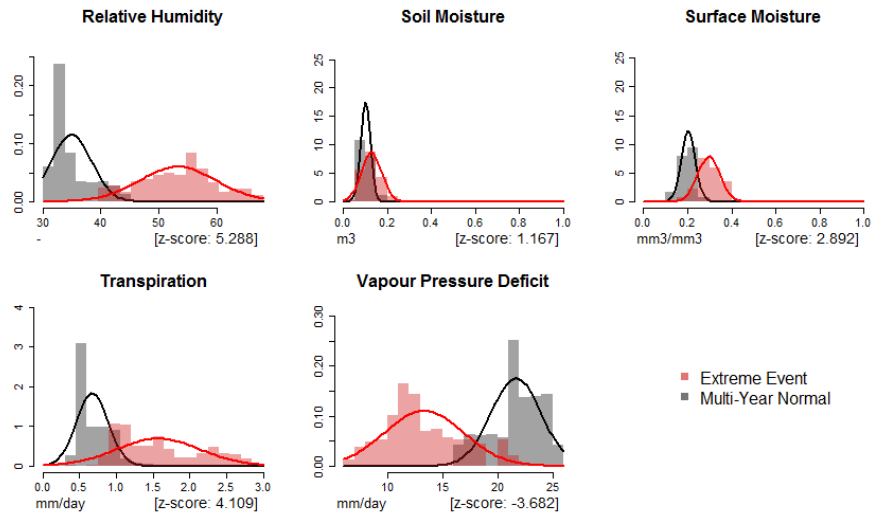 Relative Humidity
0.00 0.10 0.20
30 40 50 60
- [z-score: 5.288]
Soil Moisture
0 5 10 15 20 25
0.0 0.2 0.4 0.6 0.8 1.0
m3 [z-score: 1.167]
Surface Moisture
0 5 10 15 20 25
0.0 0.2 0.4 0.6 0.8 1.0
mm3/mm3 [z-score: 2.892]
Transpiration
0 1 2 3 4
0.0 0.5 1.0 1.5 2.0 2.5 3.0
mm/day [z-score: 4.109]
Vapour Pressure Deficit
0.00 0.10 0.20 0.30
10 15 20 25
mm/day [z-score: -3.682]
Extreme Event
Multi-Year Normal